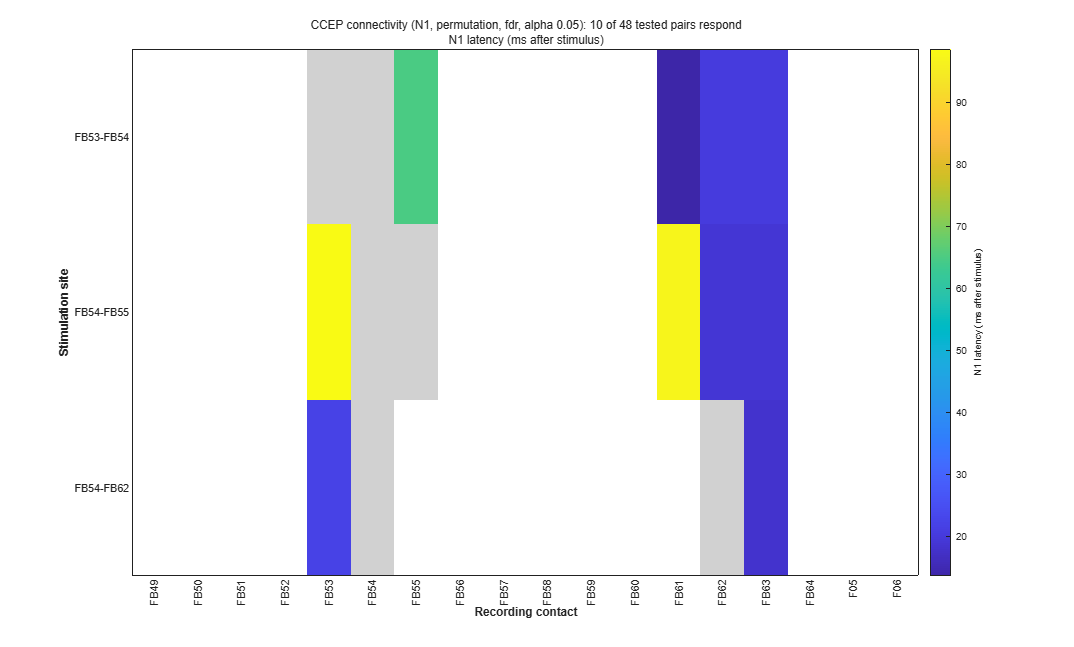 CCEP connectivity (N1, permutation, fdr, alpha 0.05): 10 of 48 tested pairs respond
N1 latency (ms after stimulus)
Stimulation site
FB53-FB54
FB54-FB55
FB54-FB62
FB49
FB50
FB51
FB52
FB53
FB54
FB55
FB56
FB57
FB58
FB59
FB60
FB61
FB62
FB63
FB64
F05
F06
Recording contact
90
80
70
60
50
40
30
20
N1 latency (ms after stimulus)